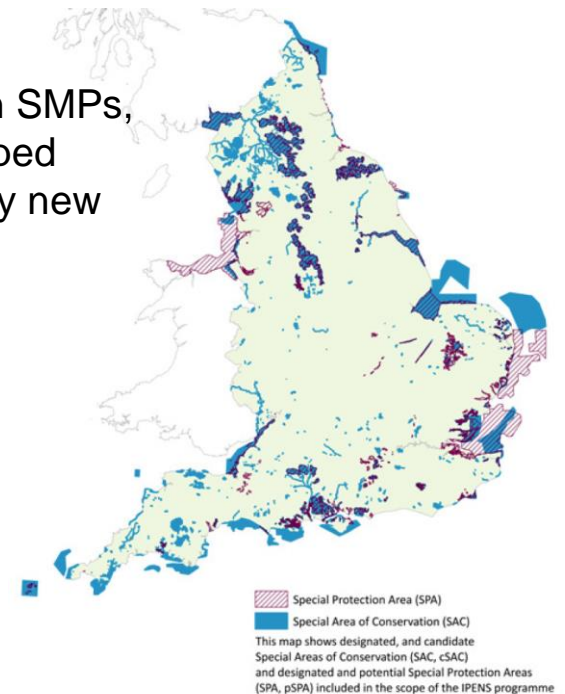 n SMPs,
y new
Special Protection Area (SPA)
Special Area of Conservation (SAC)
This map shows designated, and candidate
Special Areas of Conservation (SAC, cSAC)
and designated and potential Special Protection Areas
(SPA, pSPA) included in the scope of the IPENS programme